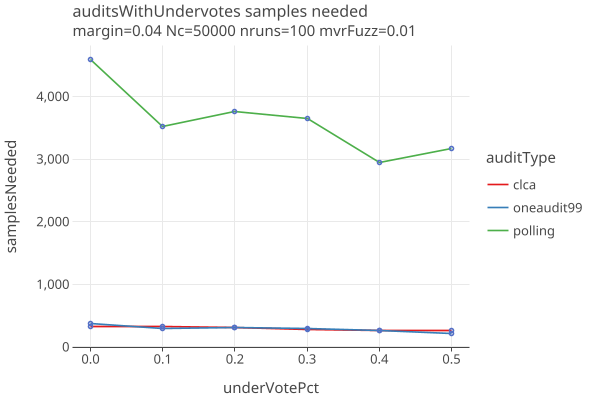 auditsWithUndervotes samples needed
margin=0.04 Nc=50000 nruns=100 mvrFuzz=0.01
samplesNeeded
4,000
3,000
2,000
1,000
0
0.0 0.1 0.2 0.3 0.4 0.5
underVotePct
auditType
clca
oneaudit99
polling